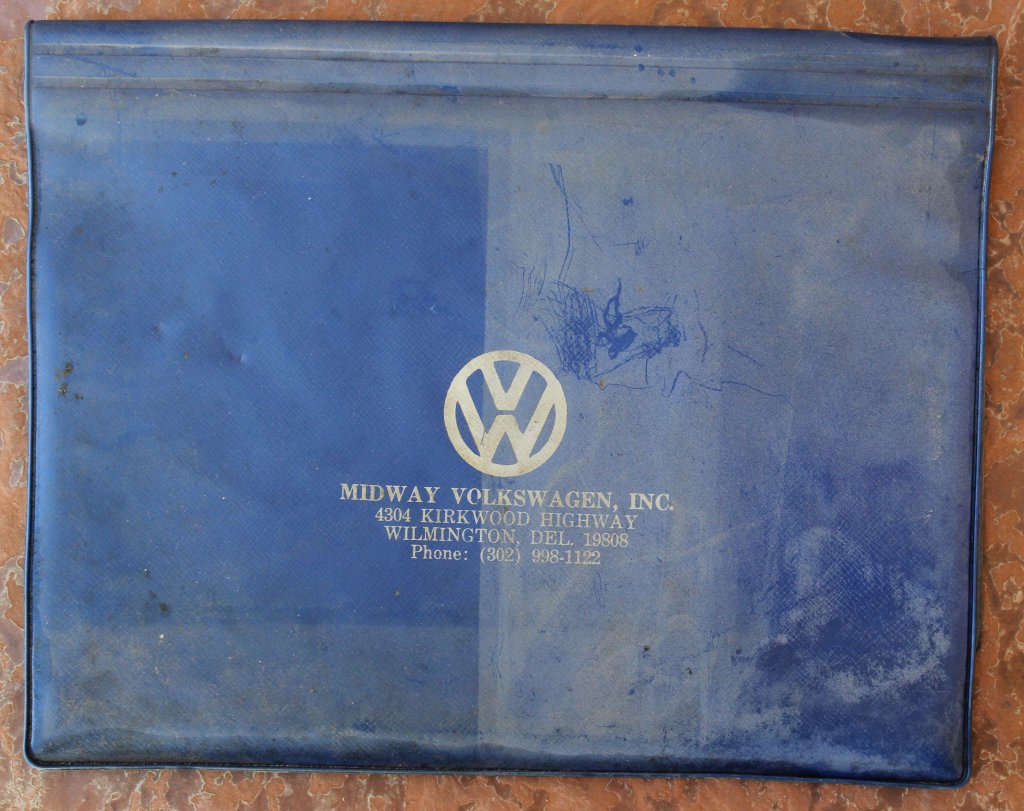 MIDWAY VOLKSWAGEN, INC.
4304 KIRKWOOD HIGHWAY
WILMINGTON, DEL. 19808
Phone: (302) 998-1122